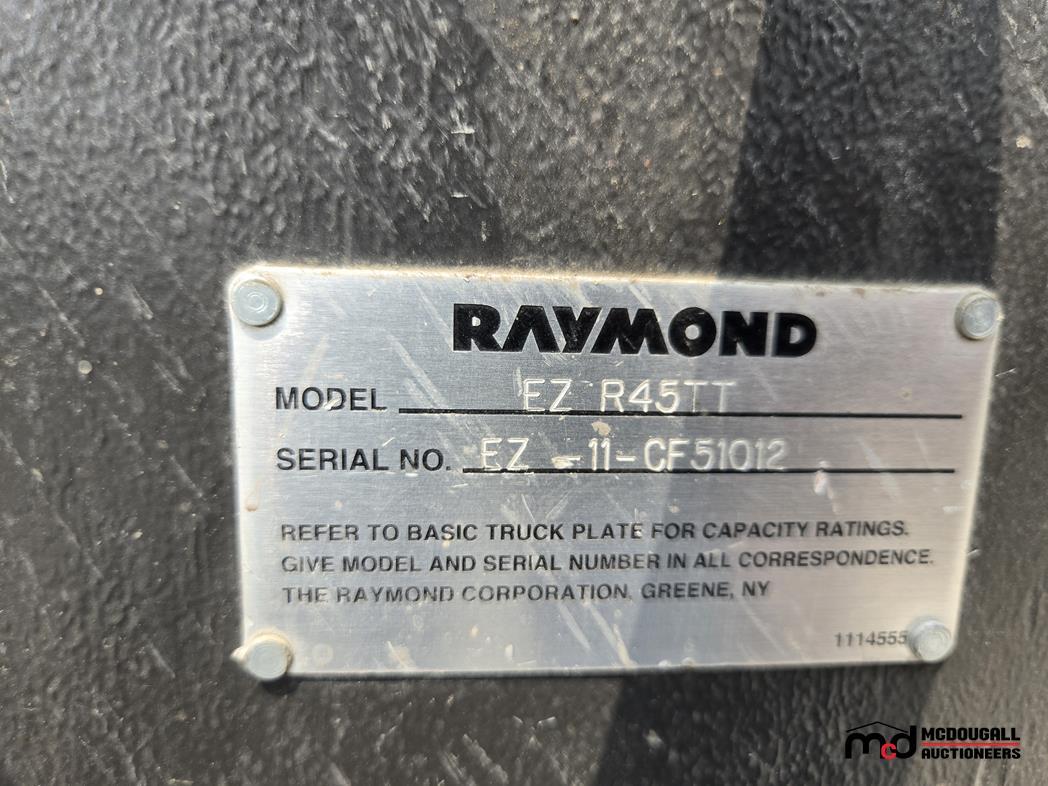 RAYMOND
MODEL EZ R45TT
SERIAL NO. EZ -11-CF51012
REFER TO BASIC TRUCK PLATE FOR CAPACITY RATINGS.
GIVE MODEL AND SERIAL NUMBER IN ALL CORRESPONDENCE.
THE RAYMOND CORPORATION, GREENE, NY
1114555
mcd MCDOUGALL
AUCTIONEERS